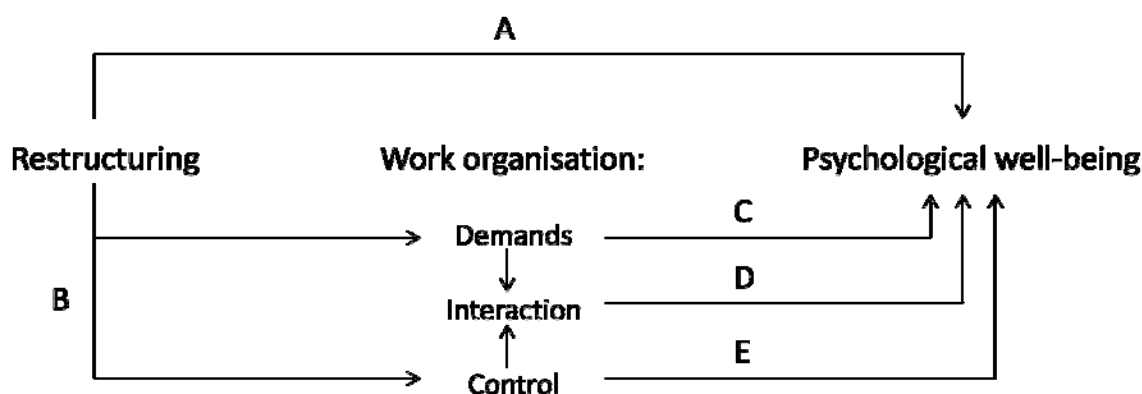 A
Restructuring
Work organisation:
Psychological well-being
C
Demands
B
D
Interaction
E
Control